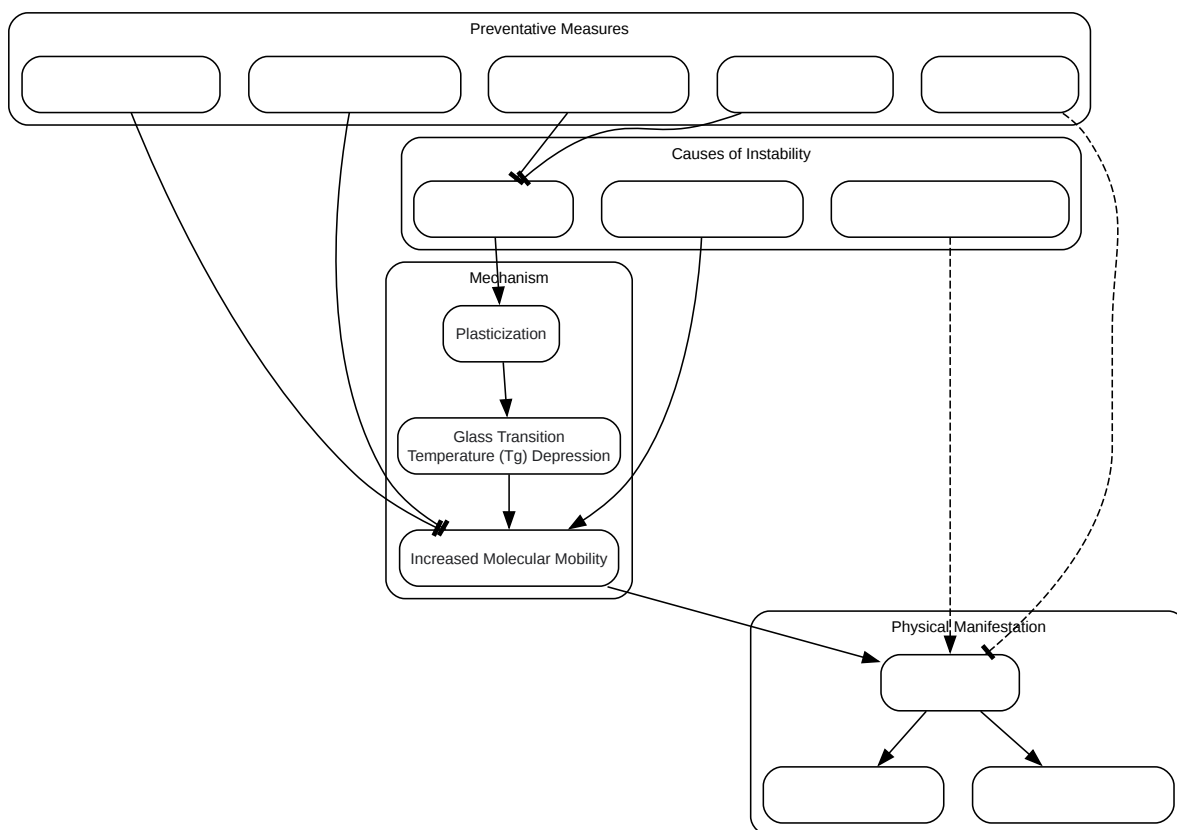 Preventative Measures
Causes of Instability
Mechanism
Plasticization
Glass Transition
Temperature (Tg) Depression
Increased Molecular Mobility
Physical Manifestation